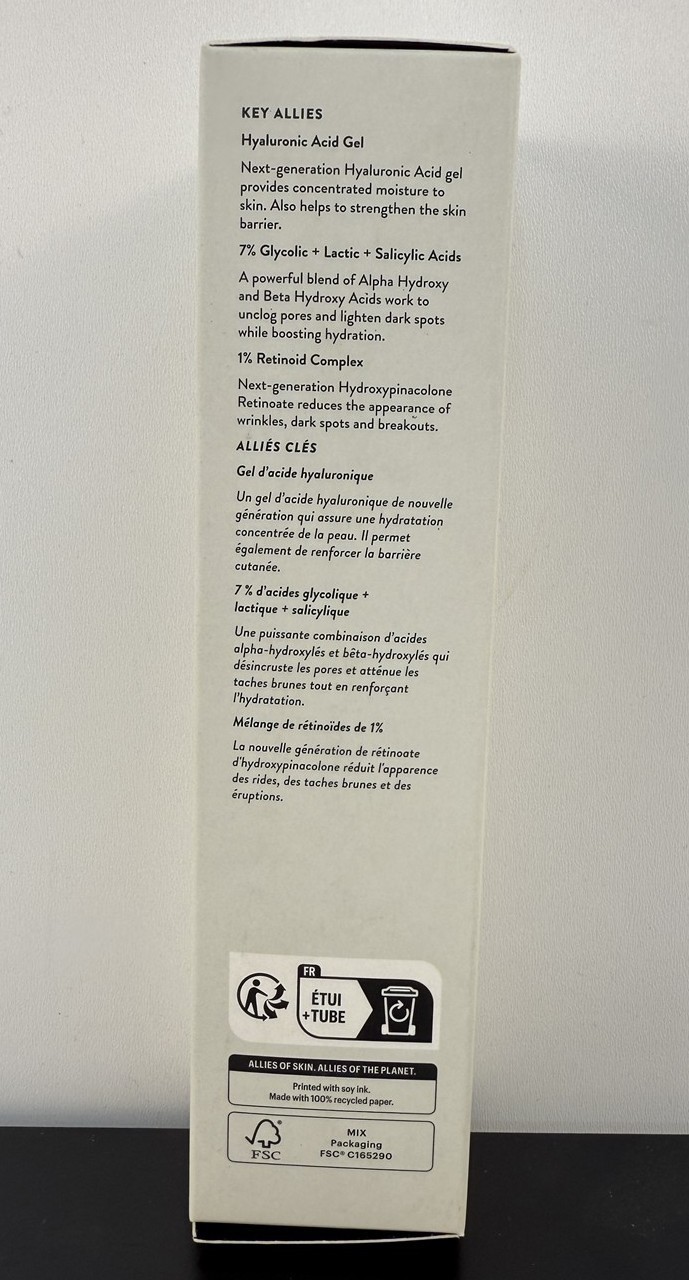 KEY ALLIES
Hyaluronic Acid Gel
Next-generation Hyaluronic Acid gel
provides concentrated moisture to
skin. Also helps to strengthen the skin
barrier.
7% Glycolic + Lactic + Salicylic Acids
A powerful blend of Alpha Hydroxy
and Beta Hydroxy Acids work to
unclog pores and lighten dark spots
while boosting hydration.
1% Retinoid Complex
Next-generation Hydroxypinacolone
Retinoate reduces the appearance of
wrinkles, dark spots and breakouts.
ALLIÉS CLÉS
Gel d'acide hyaluronique
Un gel d'acide hyaluronique de nouvelle
génération qui assure une hydratation
concentrée de la peau. Il permet
également de renforcer la barrière
cutanée.
7 % d'acides glycolique +
lactique + salicylique
Une puissante combinaison d'acides
alpha-hydroxylés et bêta-hydroxylés qui
désincruste les pores et atténue les
taches brunes tout en renforçant
l'hydratation.
Mélange de rétinoïdes de 1%
La nouvelle génération de rétinoate
d'hydroxypinacolone réduit l'apparence
des rides, des taches brunes et des
éruptions.
FR
ÉTUI
+TUBE
ALLIES OF SKIN. ALLIES OF THE PLANET.
Printed with soy ink.
Made with 100% recycled paper.
FSC
MIX
Packaging
FSC® C165290